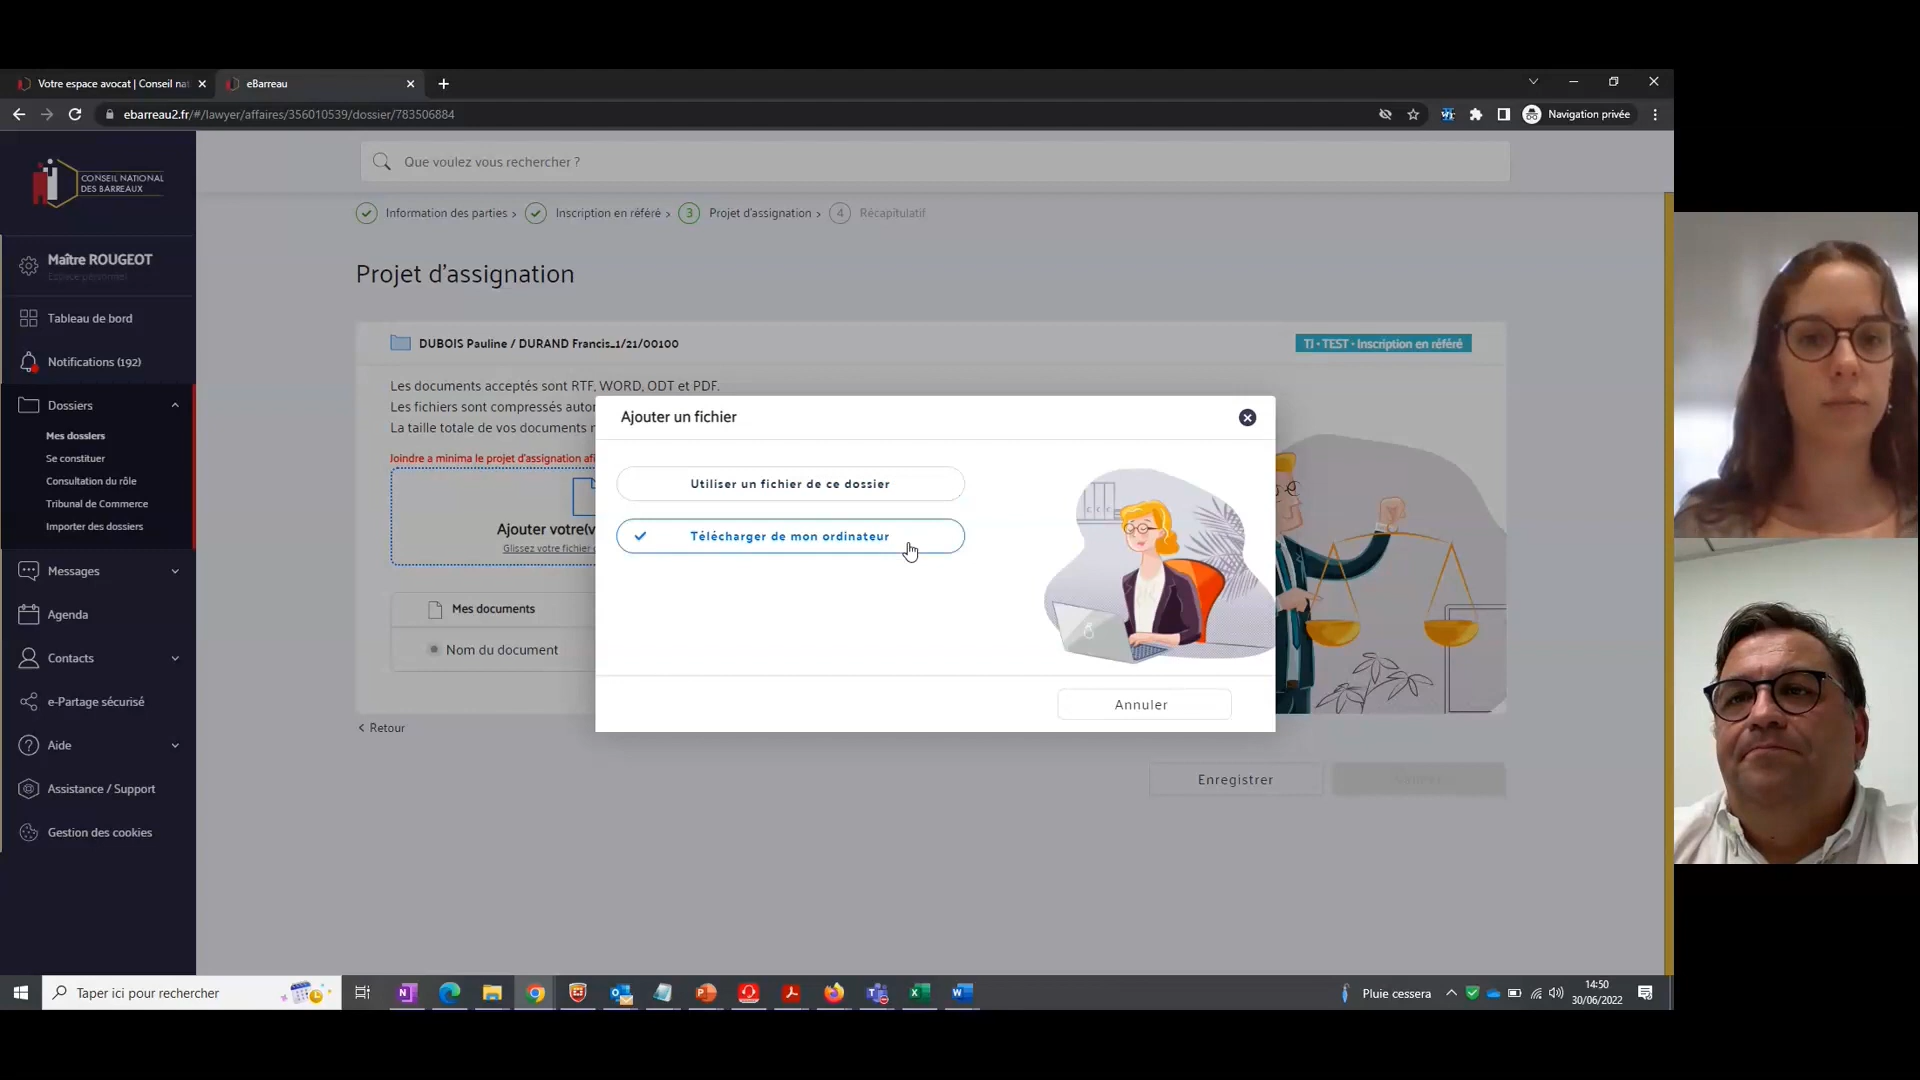 Votre espace avocat | Conseil nat
eBarreau
ebarreau2.fr/#/lawyer/affaires/356010539/dossier/783506884
Navigation privée
CONSEIL NATIONAL
DES BARREAUX
Que voulez vous rechercher ?
Maître ROUGEOT
Espace personnel
Tableau de bord
Notifications (192)
Dossiers
Mes dossiers
Se constituer
Consultation du rôle
Tribunal de Commerce
Importer des dossiers
Messages
Agenda
Contacts
e-Partage sécurisé
Aide
Assistance / Support
Gestion des cookies
Information des parties > Inscription en référé > 3 Projet d'assignation > 4 Récapitulatif
Projet d'assignation
DUBOIS Pauline / DURAND Francis_1/21/00100
TJ • TEST • Inscription en référé
Les documents acceptés sont RTF, WORD, ODT et PDF.
Les fichiers sont compressés auto
La taille totale de vos documents
Joindre a minima le projet d'assignation afi
Ajouter votre(v
Glissez votre fichier
Mes documents
Nom du document
< Retour
Enregistrer
Ajouter un fichier
Utiliser un fichier de ce dossier
Télécharger de mon ordinateur
Annuler
Taper ici pour rechercher
Pluie cessera
14:50
30/06/2022